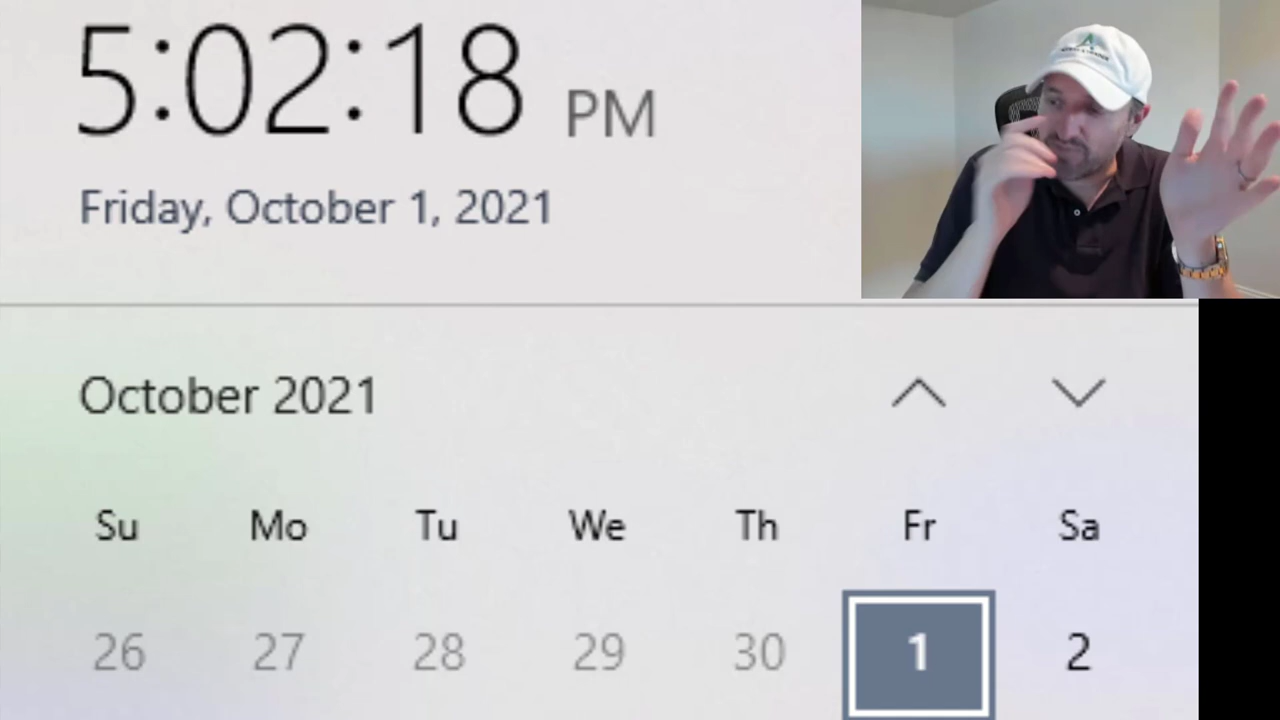 5:02:18 PM
Friday, October 1, 2021
October 2021
Su Mo Tu We Th Fr Sa
26 27 28 29 30 1 2